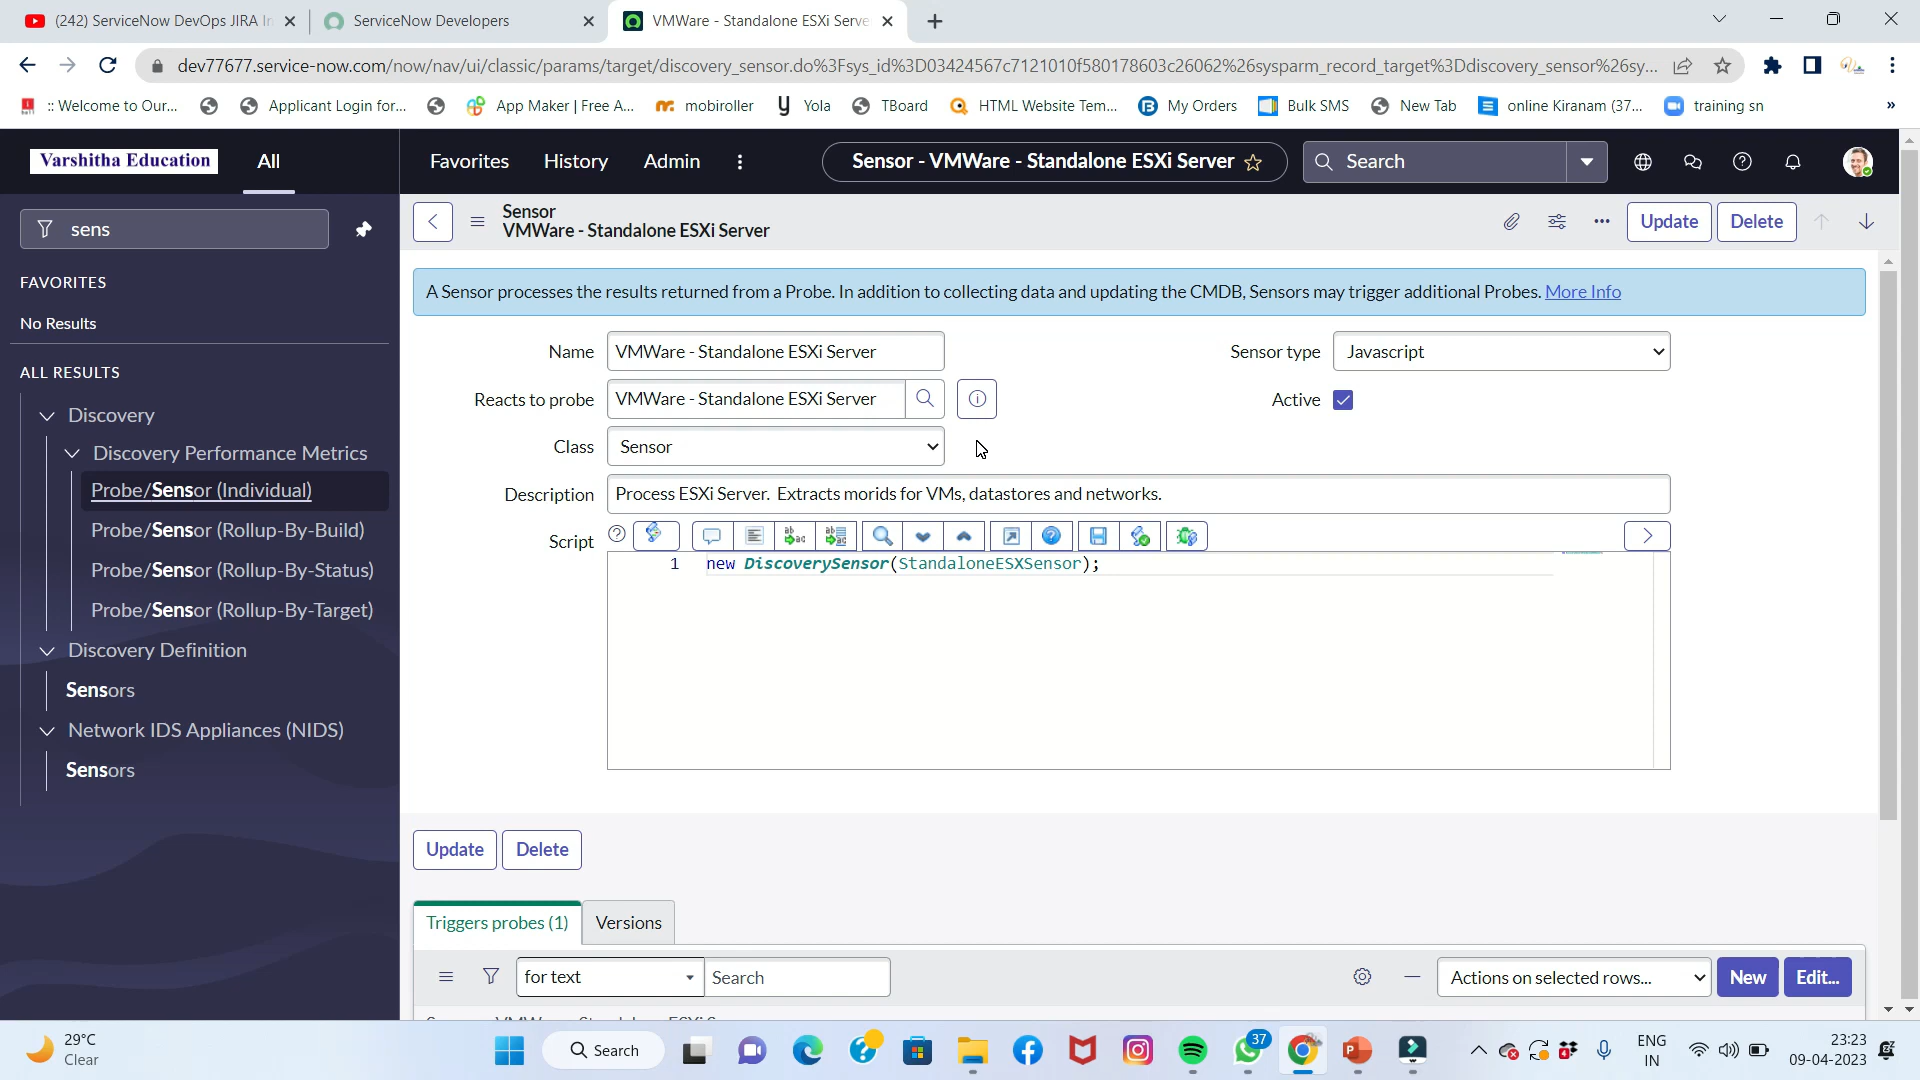 (242) ServiceNow DevOps JIRA In
ServiceNow Developers
VMWare - Standalone ESXi Serve
dev77677.service-now.com/now/nav/ui/classic/params/target/discovery_sensor.do%3Fsys_id%3D03424567c7121010f580178603c26062%26sysparm_record_target%3Ddiscovery_sensor%26sy...
:: Welcome to Our...
Applicant Login for...
App Maker | Free A...
mobiroller
Yola
TBoard
HTML Website Tem...
My Orders
Bulk SMS
New Tab
online Kiranam (37...
training sn
»
Varshitha Education
All
Favorites
History
Admin
Sensor - VMWare - Standalone ESXi Server
Search
sens
Sensor
VMWare - Standalone ESXi Server
Update
Delete
FAVORITES
No Results
ALL RESULTS
Discovery
Discovery Performance Metrics
Probe/Sensor (Individual)
Probe/Sensor (Rollup-By-Build)
Probe/Sensor (Rollup-By-Status)
Probe/Sensor (Rollup-By-Target)
Discovery Definition
Sensors
Network IDS Appliances (NIDS)
Sensors
A Sensor processes the results returned from a Probe. In addition to collecting data and updating the CMDB, Sensors may trigger additional Probes. More Info
Name
VMWare - Standalone ESXi Server
Sensor type
Javascript
Reacts to probe
VMWare - Standalone ESXi Server
Active
Class
Sensor
Description
Process ESXi Server. Extracts morids for VMs, datastores and networks.
Script
1
new DiscoverySensor(StandaloneESXSensor);
Update
Delete
Triggers probes (1)
Versions
for text
Search
Actions on selected rows...
New
Edit...
29°C
Clear
Search
37
ENG
IN
23:23
09-04-2023